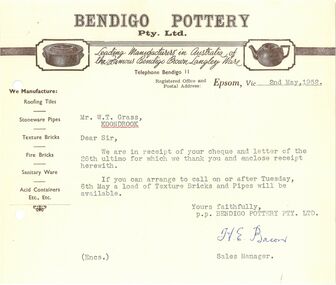 BENDIGO POTTERY
Pty. Ltd.
Leading Manufacturers in Australia of
the Famous Bendigo Brown Langley Ware
Telephone Bendigo 11
Registered Office and
Postal Address:
Epsom, Vic 2nd May, 1952.
We Manufacture:
Roofing Tiles
Stoneware Pipes
Texture Bricks
Fire Bricks
Sanitary Ware
Acid Containers
Etc., Etc.
Mr. W.T. Grass,
KOONDROOK
Dear Sir,
We are in receipt of your cheque and letter of the
26th ultimo for which we thank you and enclose receipt
herewith.
If you can arrange to call on or after Tuesday,
6th May a load of Texture Bricks and Pipes will be
available.
Yours faithfully,
p.p. BENDIGO POTTERY PTY. LTD.
H E. Bacon
Sales Manager.
(Encs.)